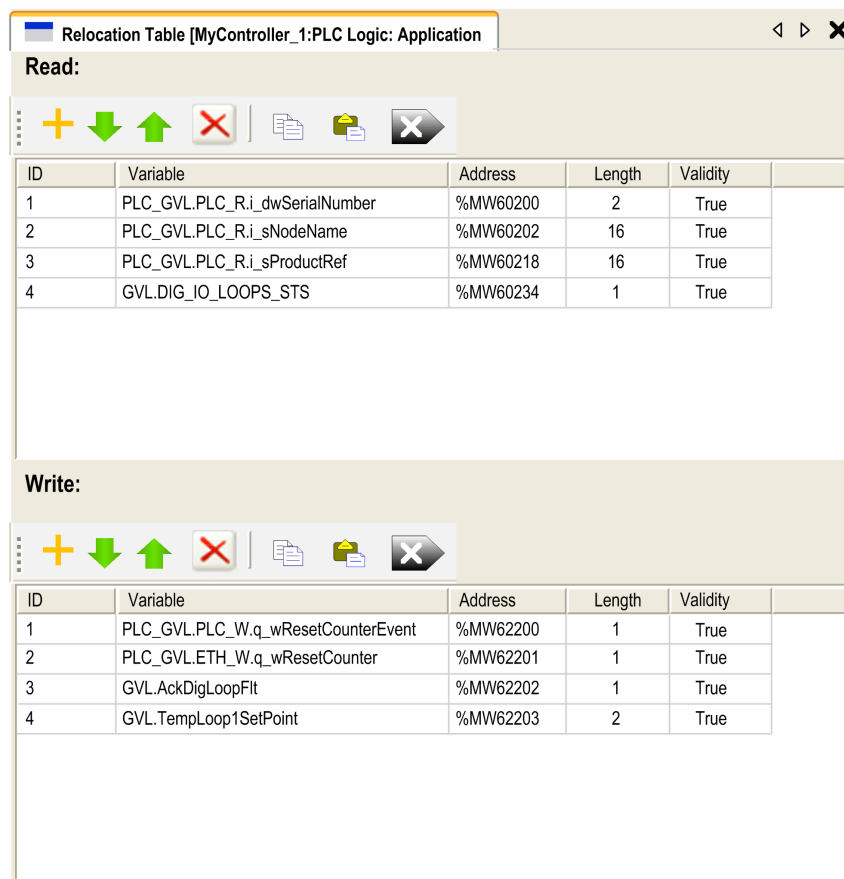 Relocation Table [MyController_1:PLC Logic: Application
Read:
ID Variable Address Length Validity
1 PLC_GVL.PLC_R.i_dwSerialNumber %MW60200 2 True
2 PLC_GVL.PLC_R.i_sNodeName %MW60202 16 True
3 PLC_GVL.PLC_R.i_sProductRef %MW60218 16 True
4 GVL.DIG_IO_LOOPS_STS %MW60234 1 True
Write:
ID Variable Address Length Validity
1 PLC_GVL.PLC_W.q_wResetCounterEvent %MW62200 1 True
2 PLC_GVL.ETH_W.q_wResetCounter %MW62201 1 True
3 GVL.AckDigLoopFlt %MW62202 1 True
4 GVL.TempLoop1SetPoint %MW62203 2 True